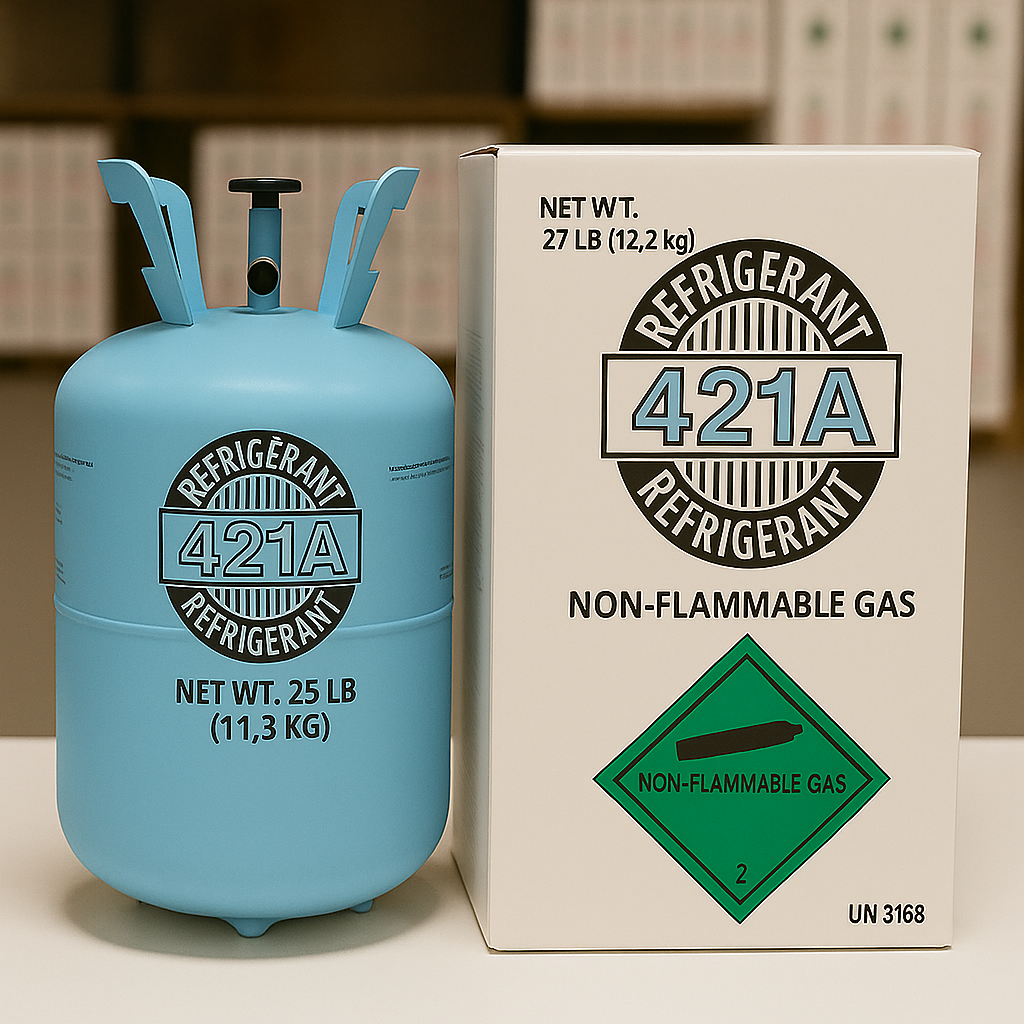 REFRIGÈRANT
421A
REFRIGERANT
NET WT. 25 LB
(11,3 KG)
NET WT.
27 LB (12,2 kg)
REFRIGERANT
421A
REFRIGERANT
NON-FLAMMABLE GAS
NON-FLAMMABLE GAS
2
UN 3168